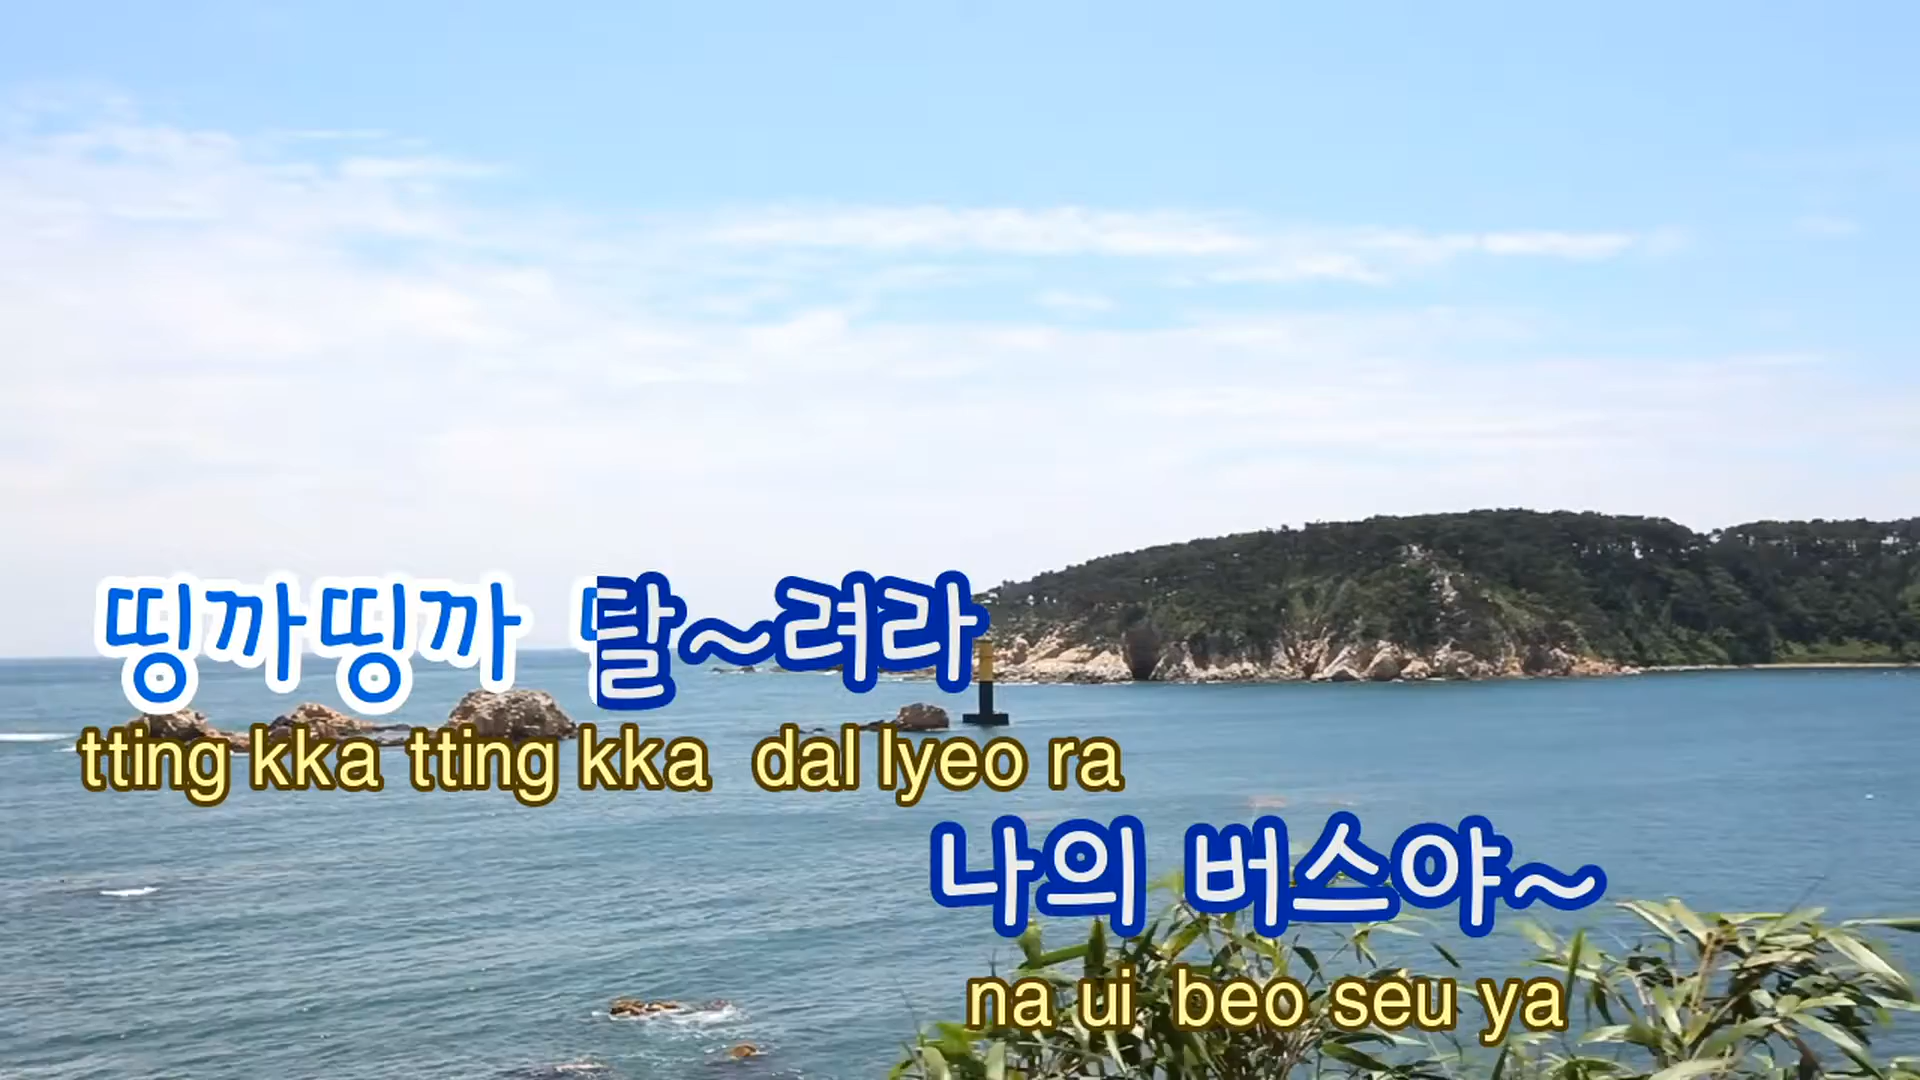 띵까띵까 달~려라
tting kka tting kka dal lyeo ra
나의 버스야~
na ui beo seu ya